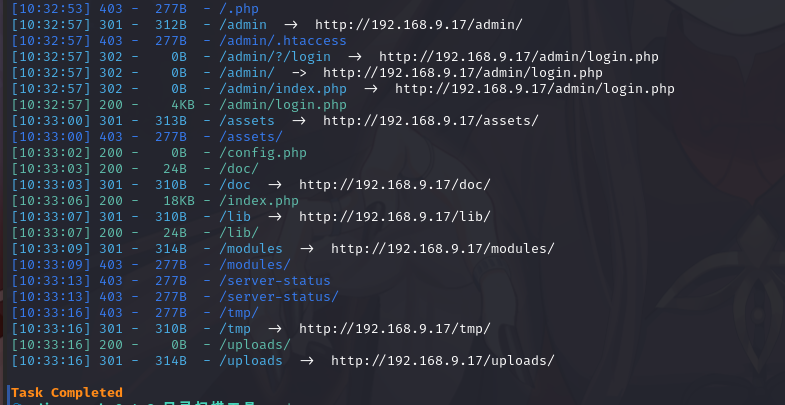 [10:32:53] 403 - 277B - /.php
[10:32:57] 301 - 312B - /admin -> http://192.168.9.17/admin/
[10:32:57] 403 - 277B - /admin/.htaccess
[10:32:57] 302 - 0B - /admin/?/login -> http://192.168.9.17/admin/login.php
[10:32:57] 302 - 0B - /admin/ -> http://192.168.9.17/admin/login.php
[10:32:57] 302 - 0B - /admin/index.php -> http://192.168.9.17/admin/login.php
[10:32:57] 200 - 4KB - /admin/login.php
[10:33:00] 301 - 313B - /assets -> http://192.168.9.17/assets/
[10:33:00] 403 - 277B - /assets/
[10:33:02] 200 - 0B - /config.php
[10:33:03] 200 - 24B - /doc/
[10:33:03] 301 - 310B - /doc -> http://192.168.9.17/doc/
[10:33:06] 200 - 18KB - /index.php
[10:33:07] 301 - 310B - /lib -> http://192.168.9.17/lib/
[10:33:07] 200 - 24B - /lib/
[10:33:09] 301 - 314B - /modules -> http://192.168.9.17/modules/
[10:33:09] 403 - 277B - /modules/
[10:33:13] 403 - 277B - /server-status
[10:33:13] 403 - 277B - /server-status/
[10:33:16] 403 - 277B - /tmp/
[10:33:16] 301 - 310B - /tmp -> http://192.168.9.17/tmp/
[10:33:16] 200 - 0B - /uploads/
[10:33:16] 301 - 314B - /uploads -> http://192.168.9.17/uploads/
Task Completed